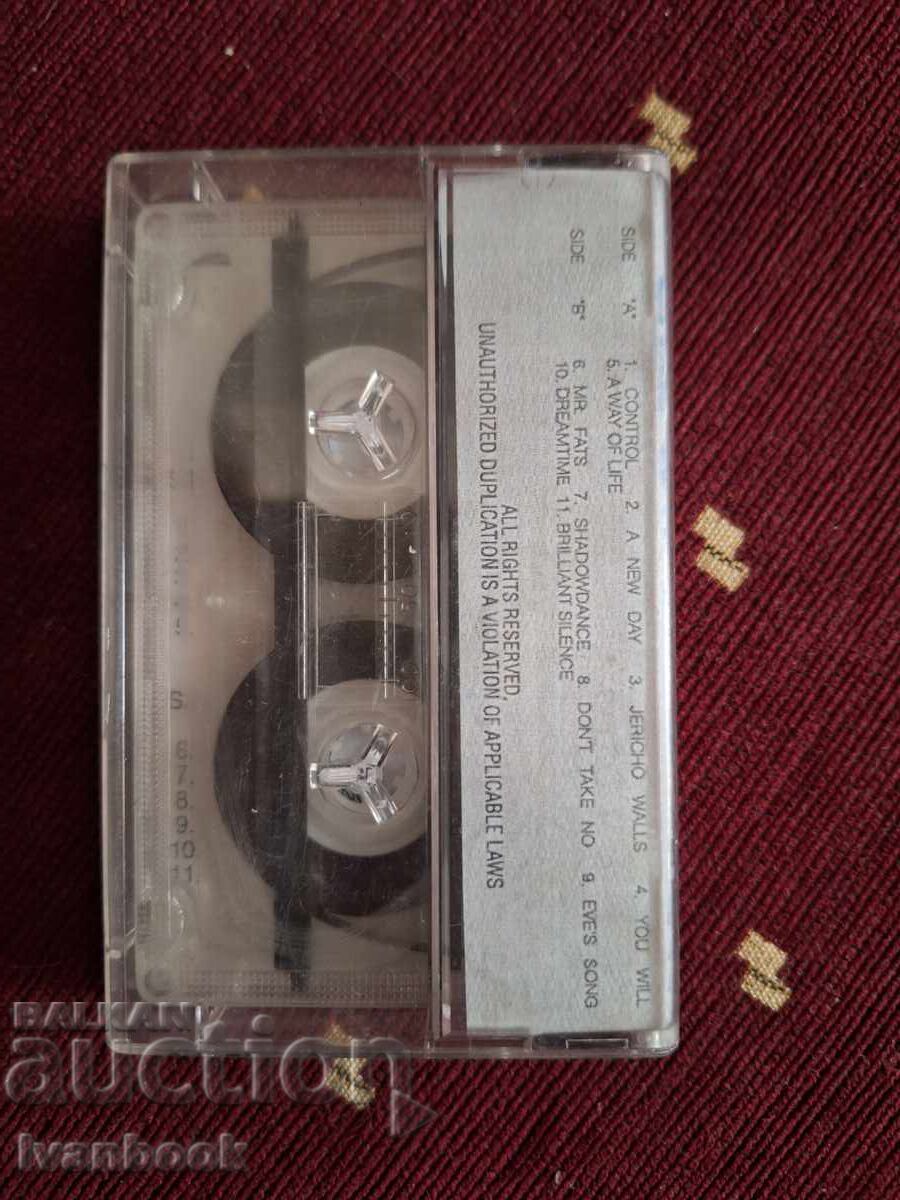 SIDE "A" 1. CONTROL 2. A NEW DAY 3. JERICHO WALLS 4. YOU WILL
5. A WAY OF LIFE
SIDE "B" 6. MR. FATS 7. SHADOWDANCE 8. DON'T TAKE NO 9. EVE'S SONG
10. DREAMTIME 11. BRILLIANT SILENCE
ALL RIGHTS RESERVED.
UNAUTHORIZED DUPLICATION IS A VIOLATION OF APPLICABLE LAWS
BALKAN
auction
Ivanbook